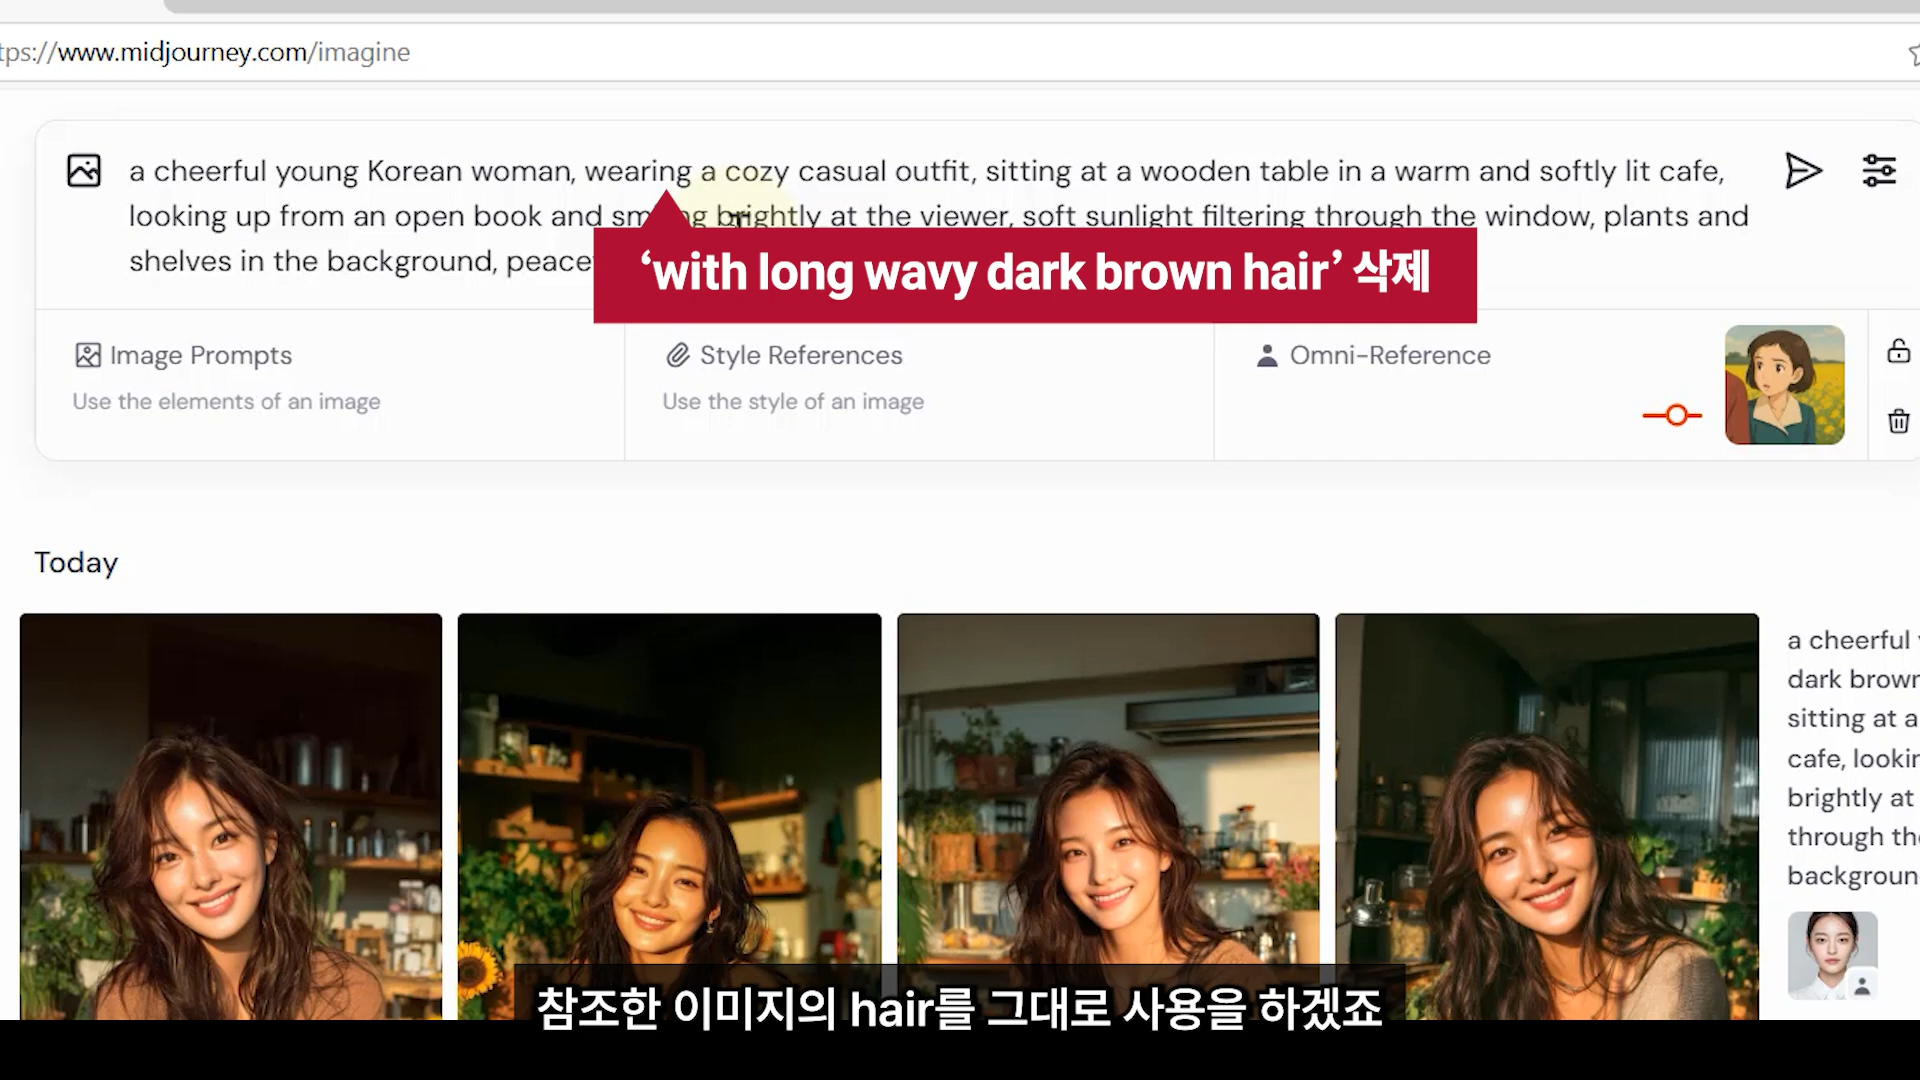 tps://www.midjourney.com/imagine
a cheerful young Korean woman, wearing a cozy casual outfit, sitting at a wooden table in a warm and softly lit cafe,
looking up from an open book and smiling brightly at the viewer, soft sunlight filtering through the window, plants and
shelves in the background,
‘with long wavy dark brown hair’ 삭제
Image Prompts
Use the elements of an image
Style References
Use the style of an image
Omni-Reference
Today
a cheerful
dark brown
sitting at a
cafe,
brightly at
through
참조한 이미지의 hair를 그대로 사용을 하겠죠